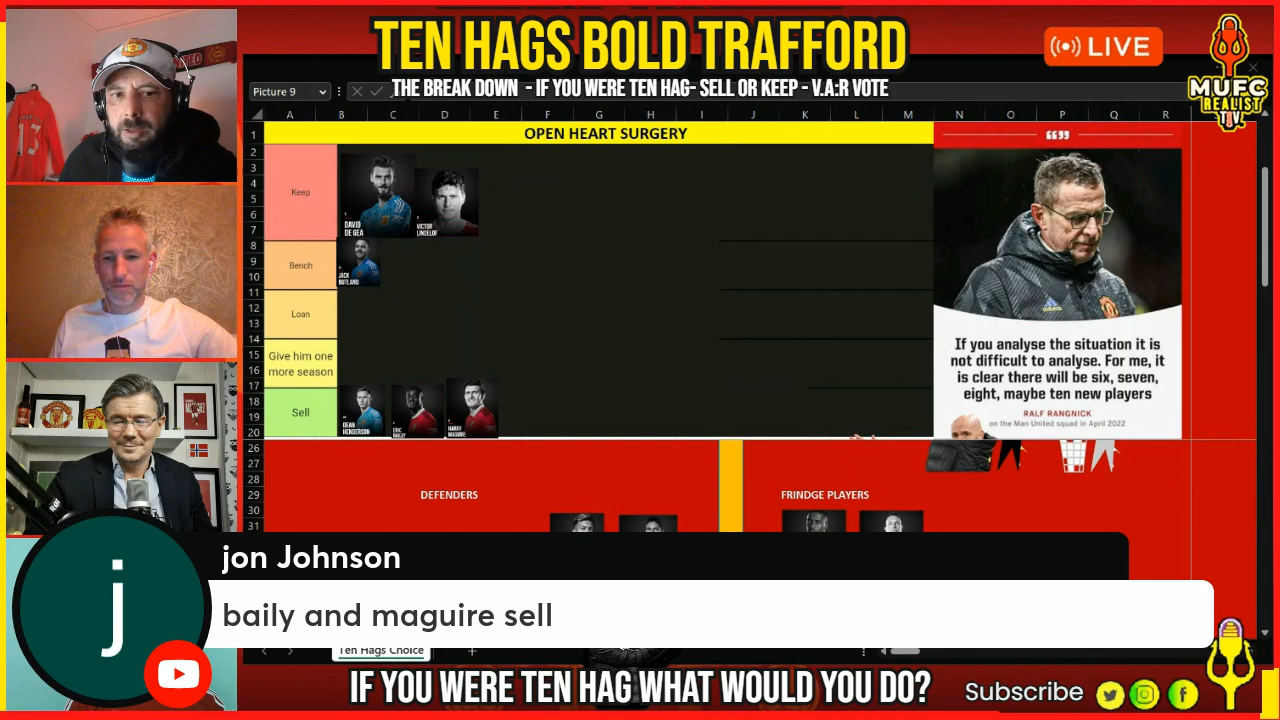 TEN HAGS BOLD TRAFFORD
THE BREAK DOWN - IF YOU WERE TEN HAG- SELL OR KEEP - V.A:R VOTE
LIVE
MUFC
REALIST
TV
Picture 9
A B C D E F G H I J K L M N O P Q R
1
2
3
4
5
6
7
8
9
10
11
12
13
14
15
16
17
18
19
20
26
27
28
29
31
OPEN HEART SURGERY
Keep
DAVID
DE GEA
VICTOR
LINDELOF
Bench
JACK
BUTLAND
Loan
Give him one
more season
Sell
DEAN
HENDERSON
ERIC
BAILLY
HARRY
MAGUIRE
If you analyse the situation it is
not difficult to analyse. For me, it
is clear there will be six, seven,
eight, maybe ten new players
RALF RANGNICK
on the Man United squad in April 2022
DEFENDERS
FRINDGE PLAYERS
13
j
jon Johnson
baily and maguire sell
Ten Hags Choice
IF YOU WERE TEN HAG WHAT WOULD YOU DO?
Subscribe